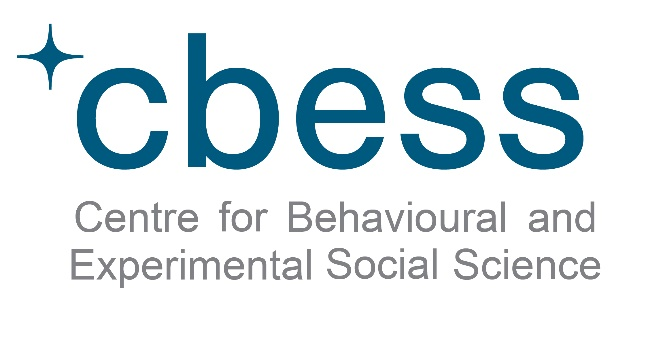 cbess
Centre for Behavioural and
Experimental Social Science